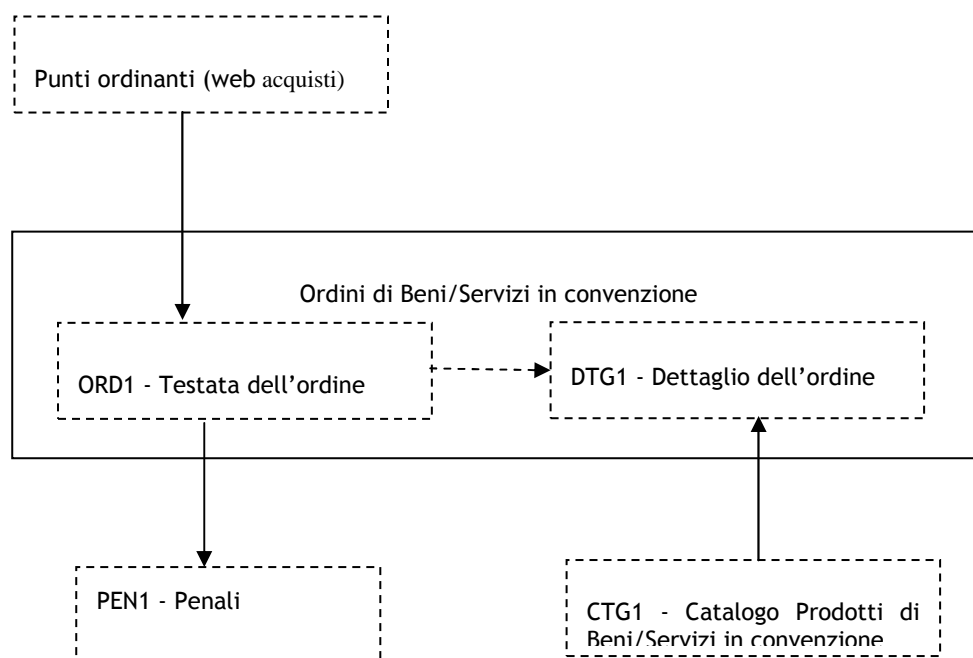 Punti ordinanti (web acquisti)
Ordini di Beni/Servizi in convenzione
ORD1 - Testata dell’ordine
DTG1 - Dettaglio dell’ordine
PEN1 - Penali
CTG1 - Catalogo Prodotti di
Beni/Servizi in convenzione